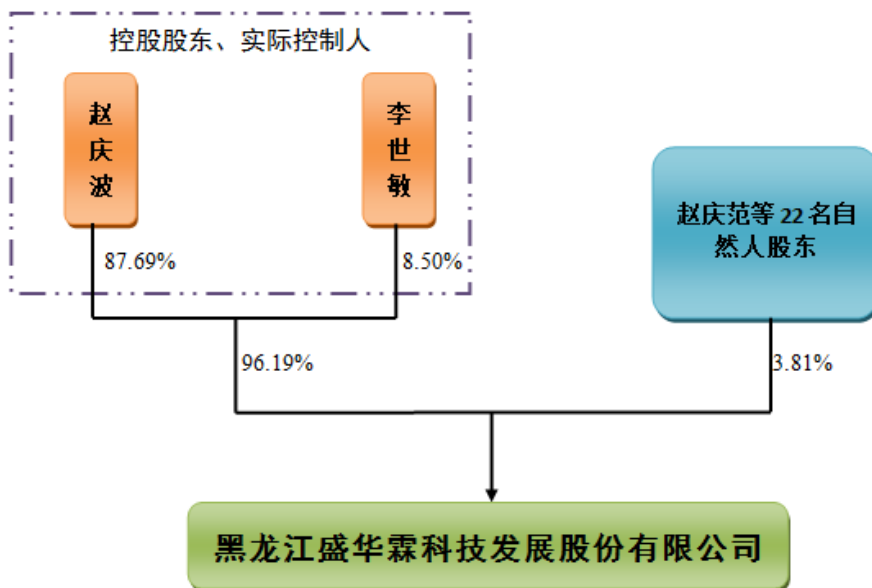 控股股东、实际控制人
赵庆波
李世敏
赵庆范等 22 名自
然人股东
87.69%
8.50%
96.19%
3.81%
黑龙江盛华霖科技发展股份有限公司